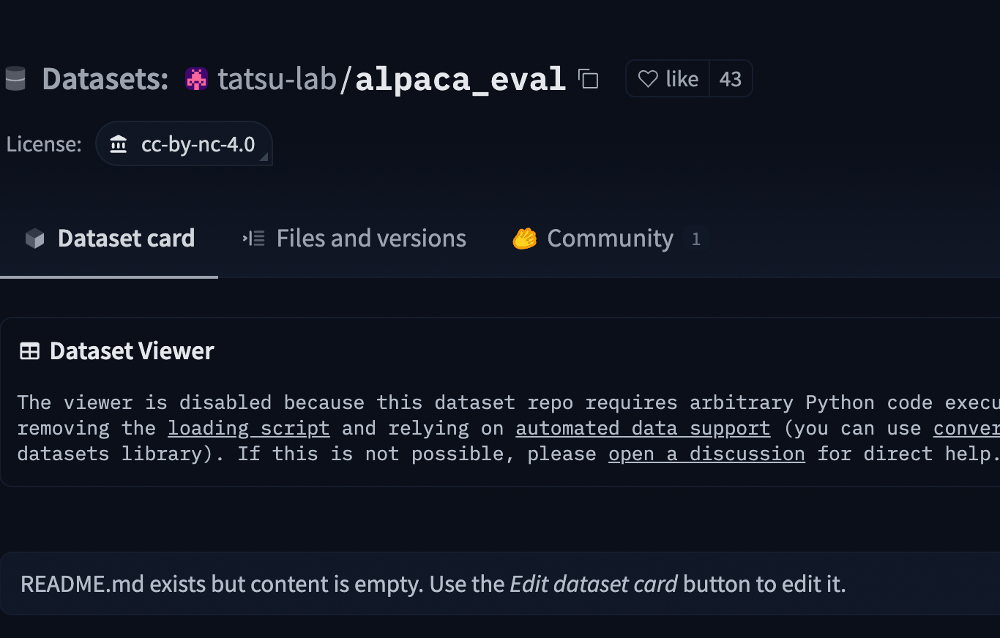 Datasets: tatsu-lab/alpaca_eval like 43
License: cc-by-nc-4.0
Dataset card Files and versions Community 1
Dataset Viewer
The viewer is disabled because this dataset repo requires arbitrary Python code
removing the loading script and relying on automated data support (you can use
datasets library). If this is not possible, please open a discussion for direct help.
README.md exists but content is empty. Use the Edit dataset card button to edit it.